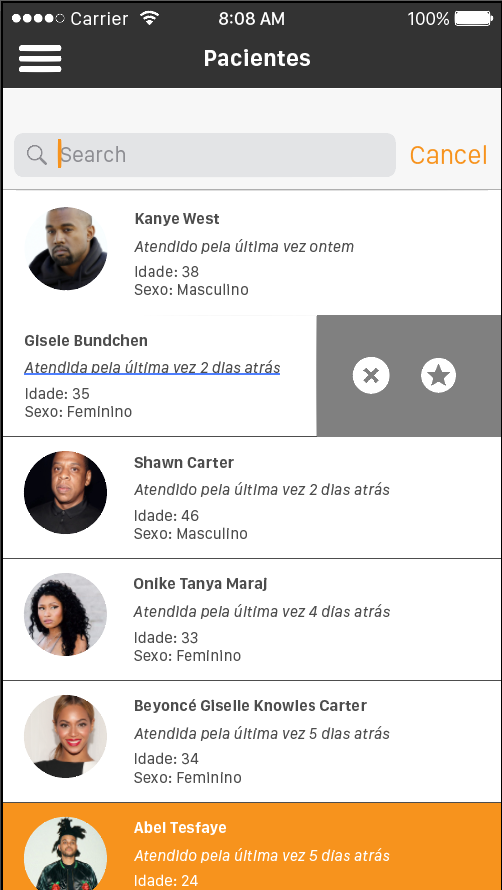 Carrier 8:08 AM 100%
Pacientes
Search Cancel
Kanye West
Atendido pela última vez ontem
Idade: 38
Sexo: Masculino
Gisele Bundchen
Atendida pela última vez 2 dias atrás
Idade: 35
Sexo: Feminino
Shawn Carter
Atendido pela última vez 2 dias atrás
Idade: 46
Sexo: Masculino
Onike Tanya Maraj
Atendida pela última vez 4 días atrás
Idade: 33
Sexo: Feminino
Beyoncé Giselle Knowles Carter
Atendida pela última vez 5 dias atrás
Idade: 34
Sexo: Feminino
Abel Tesfaye
Atendido pela última vez 5 dias atrás
Idade: 24